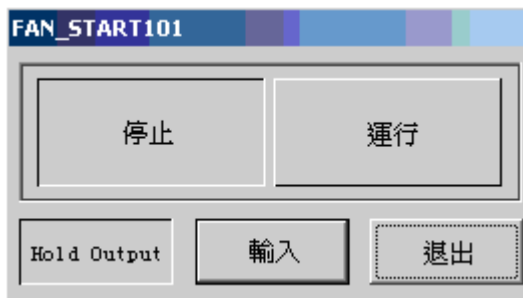 FAN_START101
停止
運行
Hold Output
輸入
退出